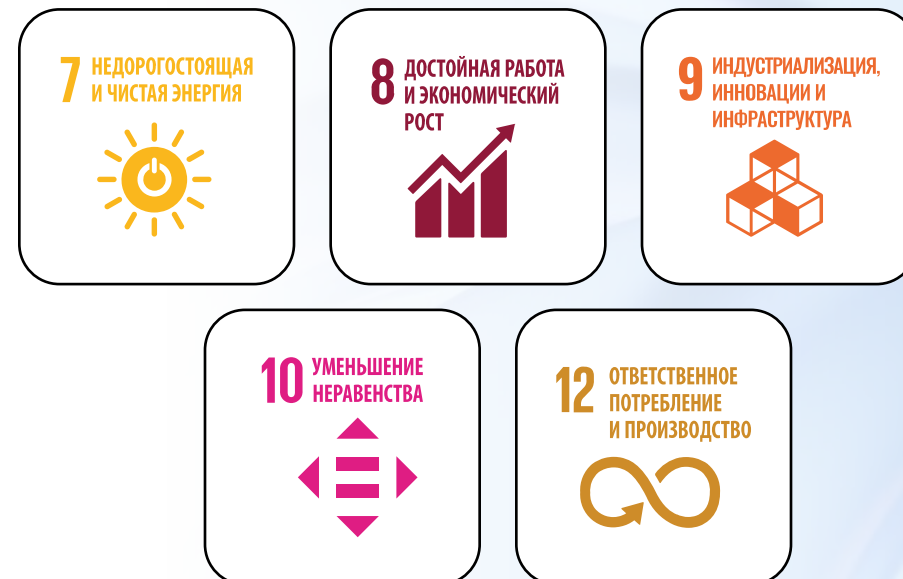 7 НЕДОРОГОСТОЯЩАЯ
И ЧИСТАЯ ЭНЕРГИЯ
8 ДОСТОЙНАЯ РАБОТА
И ЭКОНОМИЧЕСКИЙ
РОСТ
9 ИНДУСТРИАЛИЗАЦИЯ,
ИННОВАЦИИ И
ИНФРАСТРУКТУРА
10 УМЕНЬШЕНИЕ
НЕРАВЕНСТВА
12 ОТВЕТСТВЕННОЕ
ПОТРЕБЛЕНИЕ
И ПРОИЗВОДСТВО